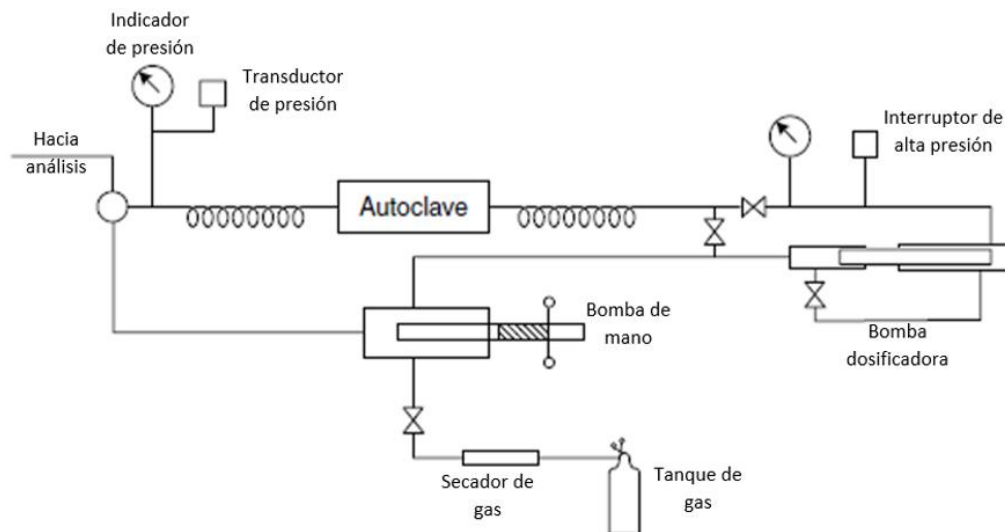 Indicador
de presión
Transductor
de presión
Hacia
análisis
Interruptor de
alta presión
Autoclave
Bomba de
mano
Bomba
dosificadora
Secador de
gas
Tanque de
gas